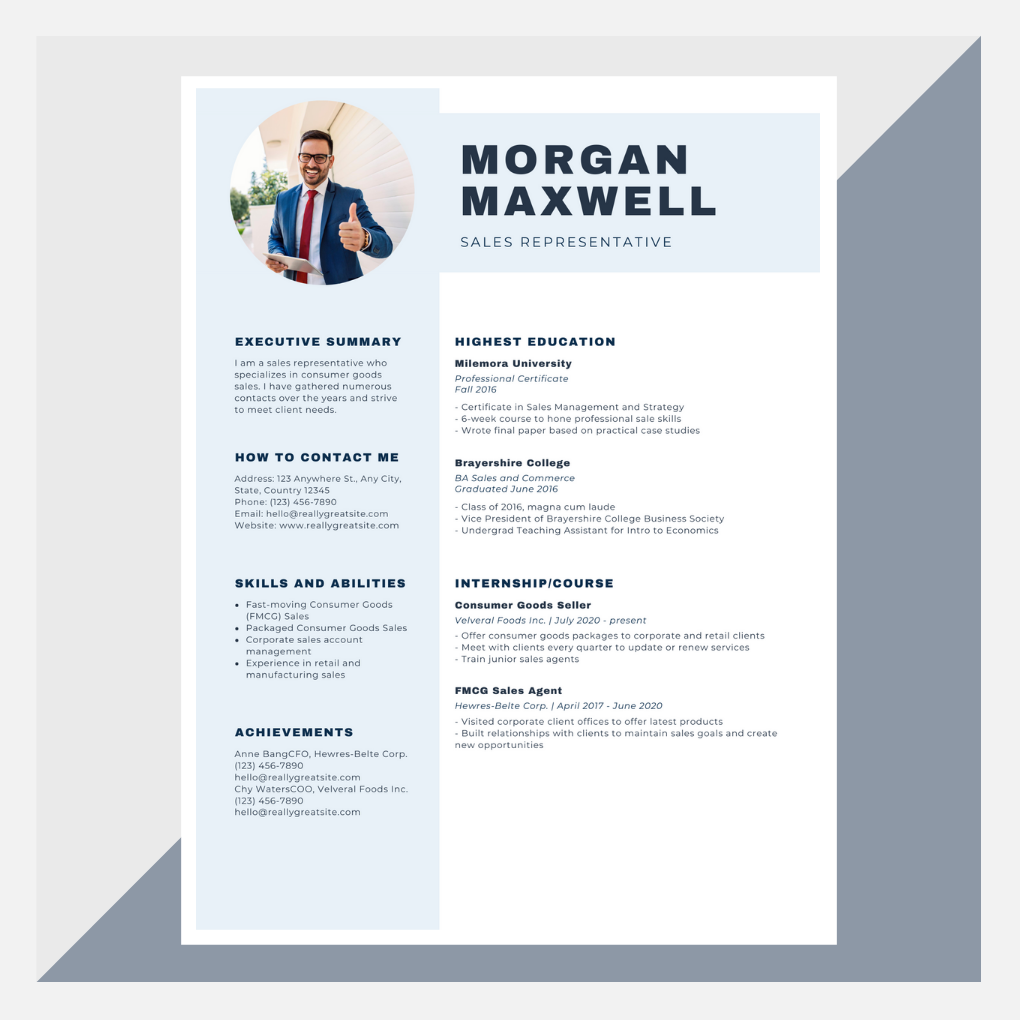 MORGAN
MAXWELL
SALES REPRESENTATIVE
EXECUTIVE SUMMARY
I am a sales representative who
specializes in consumer goods
sales. I have gathered numerous
contacts over the years and strive
to meet client needs.
HOW TO CONTACT ME
Address: 123 Anywhere St., Any City,
State, Country 12345
Phone: (123) 456-7890
Email: hello@reallygreatsite.com
Website: www.reallygreatsite.com
SKILLS AND ABILITIES
• Fast-moving Consumer Goods
(FMCG) Sales
• Packaged Consumer Goods Sales
• Corporate sales account
management
• Experience in retail and
manufacturing sales
ACHIEVEMENTS
Anne BangCFO, Hewres-Belte Corp.
(123) 456-7890
hello@reallygreatsite.com
Chy WatersCOO, Velveral Foods Inc.
(123) 456-7890
hello@reallygreatsite.com
HIGHEST EDUCATION
Milemora University
Professional Certificate
Fall 2016
- Certificate in Sales Management and Strategy
- 6-week course to hone professional sale skills
- Wrote final paper based on practical case studies
Brayershire College
BA Sales and Commerce
Graduated June 2016
- Class of 2016, magna cum laude
- Vice President of Brayershire College Business Society
- Undergrad Teaching Assistant for Intro to Economics
INTERNSHIP/COURSE
Consumer Goods Seller
Velveral Foods Inc. | July 2020 - present
- Offer consumer goods packages to corporate and retail clients
- Meet with clients every quarter to update or renew services
- Train junior sales agents
FMCG Sales Agent
Hewres-Belte Corp. | April 2017 - June 2020
- Visited corporate client offices to offer latest products
- Built relationships with clients to maintain sales goals and create
new opportunities